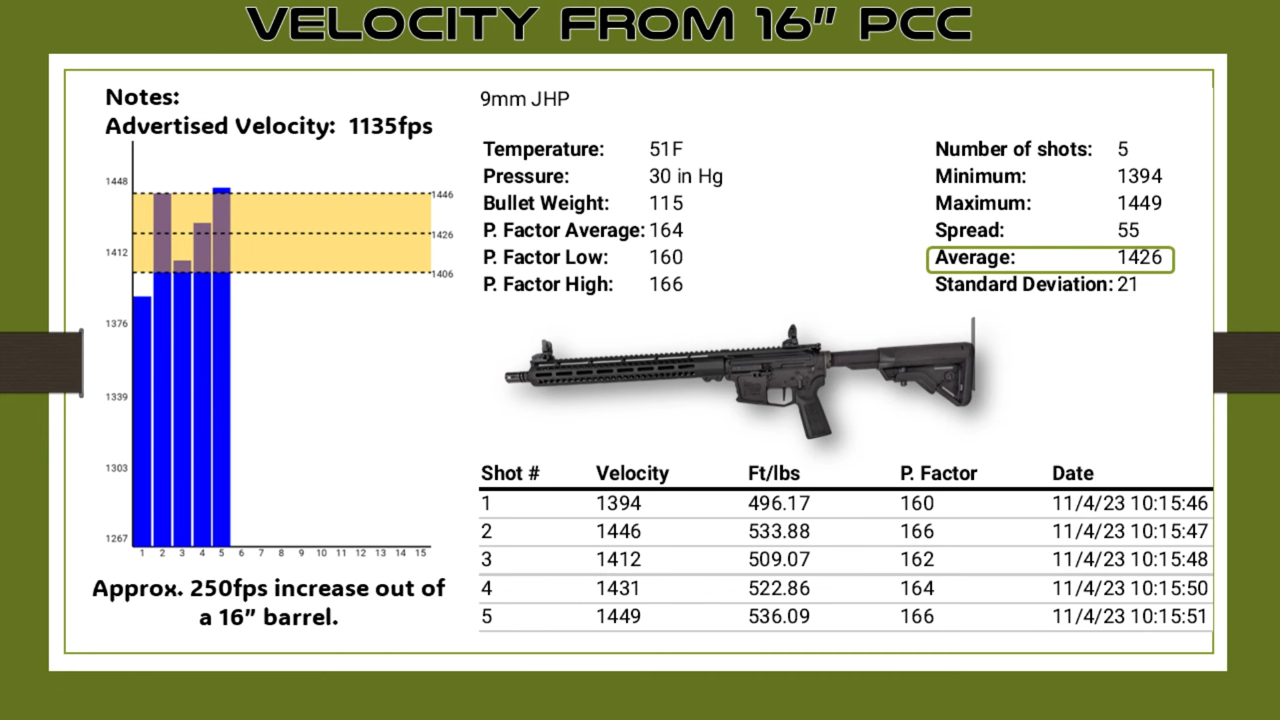 VELOCITY FROM 16" PCC
Notes:
Advertised Velocity: 1135fps
1448
1412
1376
1339
1303
1267
1446
1426
1406
1 2 3 4 5 6 7 8 9 10 11 12 13 14 15
Approx. 250fps increase out of
a 16" barrel.
9mm JHP
Temperature: 51F
Pressure: 30 in Hg
Bullet Weight: 115
P. Factor Average: 164
P. Factor Low: 160
P. Factor High: 166
Number of shots: 5
Minimum: 1394
Maximum: 1449
Spread: 55
Average: 1426
Standard Deviation: 21
Shot # Velocity Ft/lbs P. Factor Date
1 1394 496.17 160 11/4/23 10:15:46
2 1446 533.88 166 11/4/23 10:15:47
3 1412 509.07 162 11/4/23 10:15:48
4 1431 522.86 164 11/4/23 10:15:50
5 1449 536.09 166 11/4/23 10:15:51